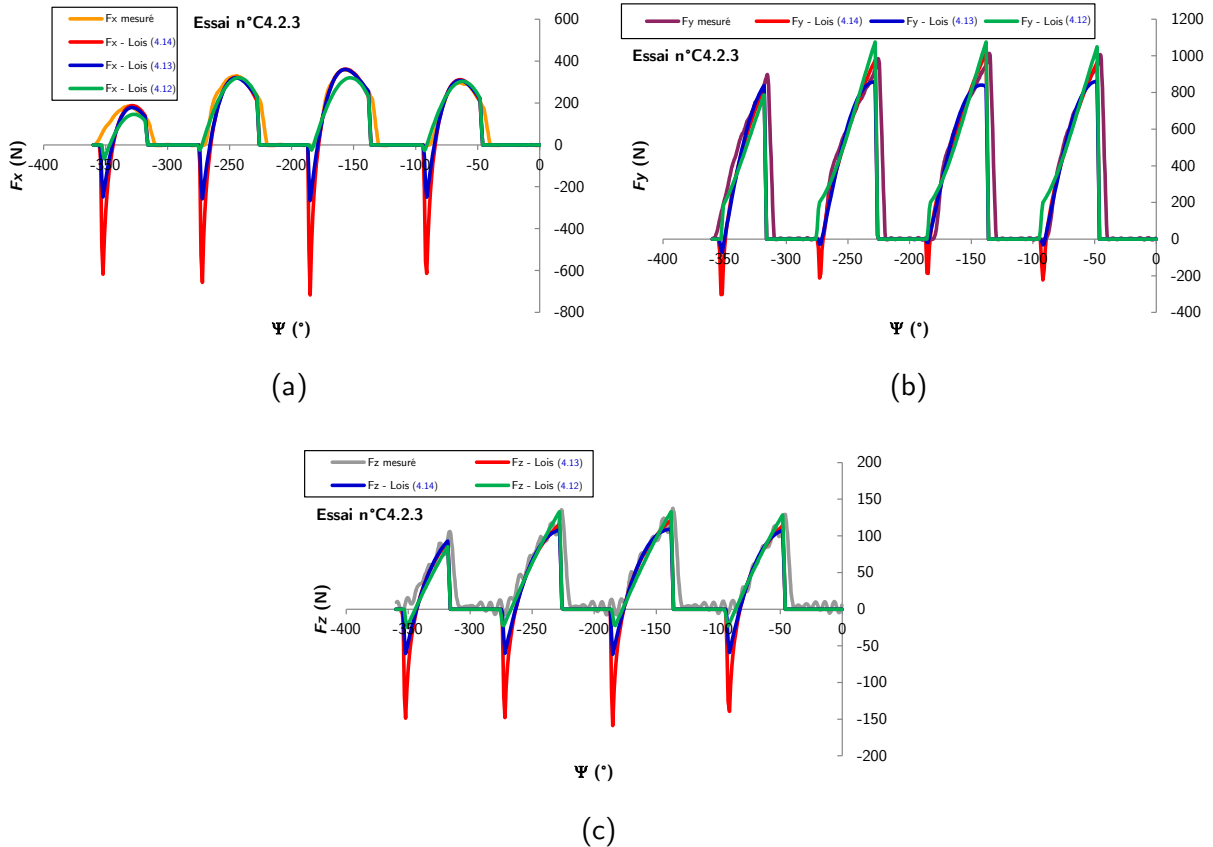 Essai n°C4.2.3
Fx mesuré
Fx - Lois (4.14)
Fx - Lois (4.13)
Fx - Lois (4.12)
600
400
200
0
-200
-400
-600
-800
-400
-350
-300
-250
-200
-150
-100
-50
0
Fx (N)
Ψ (°)
(a)
Fy mesuré
Fy - Lois (4.14)
Fy - Lois (4.13)
Fy - Lois (4.12)
Essai n°C4.2.3
1200
1000
800
600
400
200
0
-200
-400
-400
-350
-300
-250
-200
-150
-100
-50
0
Fy (N)
Ψ (°)
(b)
Fz mesuré
Fz - Lois (4.13)
Fz - Lois (4.14)
Fz - Lois (4.12)
Essai n°C4.2.3
200
150
100
50
0
-50
-100
-150
-200
-400
-350
-300
-250
-200
-150
-100
-50
0
Fz (N)
Ψ (°)
(c)